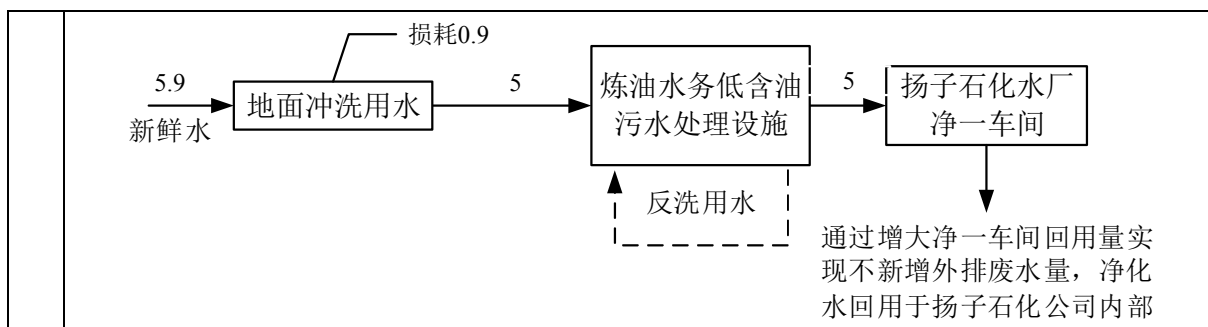 损耗0.9
5.9
新鲜水
地面冲洗用水
5
炼油水务低含油
污水处理设施
5
扬子石化水厂
净一车间
反洗用水
通过增大净一车间回用量实
现不新增外排废水量，净化
水回用于扬子石化公司内部